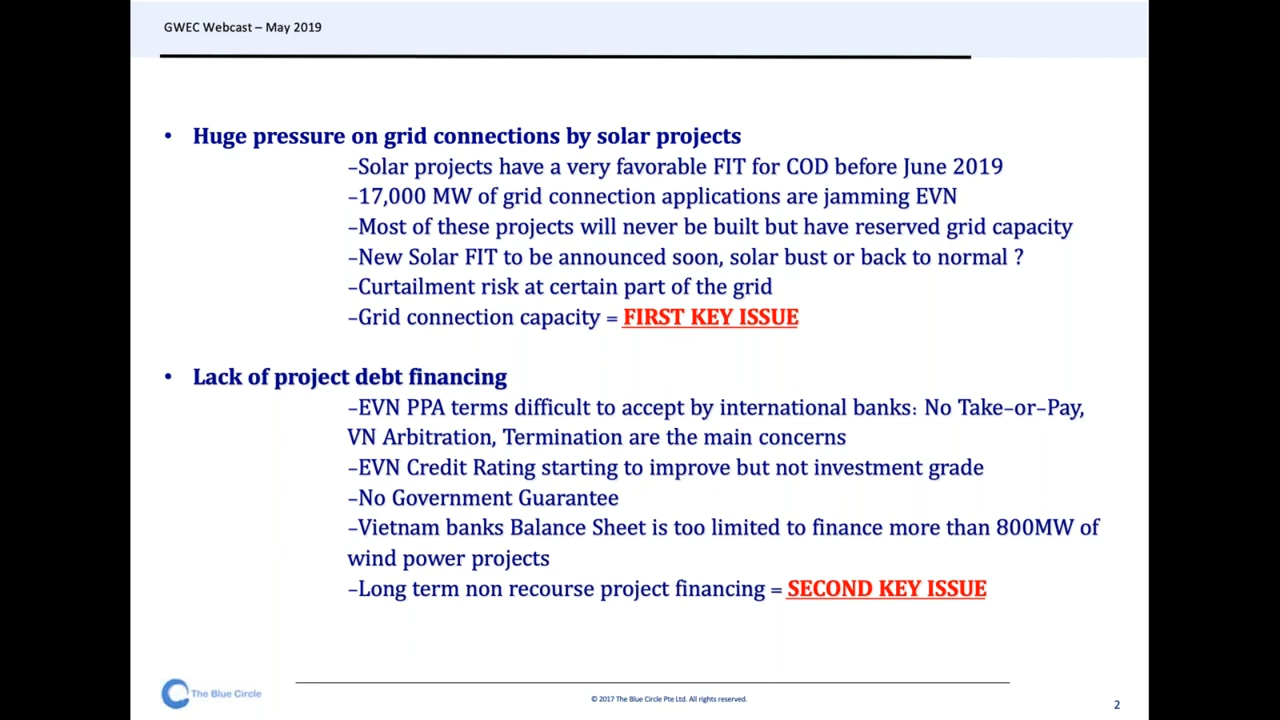 GWEC Webcast – May 2019
• Huge pressure on grid connections by solar projects
–Solar projects have a very favorable FIT for COD before June 2019
–17,000 MW of grid connection applications are jamming EVN
–Most of these projects will never be built but have reserved grid capacity
–New Solar FIT to be announced soon, solar bust or back to normal ?
–Curtailment risk at certain part of the grid
–Grid connection capacity = FIRST KEY ISSUE
• Lack of project debt financing
–EVN PPA terms difficult to accept by international banks: No Take–or–Pay,
VN Arbitration, Termination are the main concerns
–EVN Credit Rating starting to improve but not investment grade
–No Government Guarantee
–Vietnam banks Balance Sheet is too limited to finance more than 800MW of
wind power projects
–Long term non recourse project financing = SECOND KEY ISSUE
The Blue Circle
© 2017 The Blue Circle Pte Ltd. All rights reserved.
2